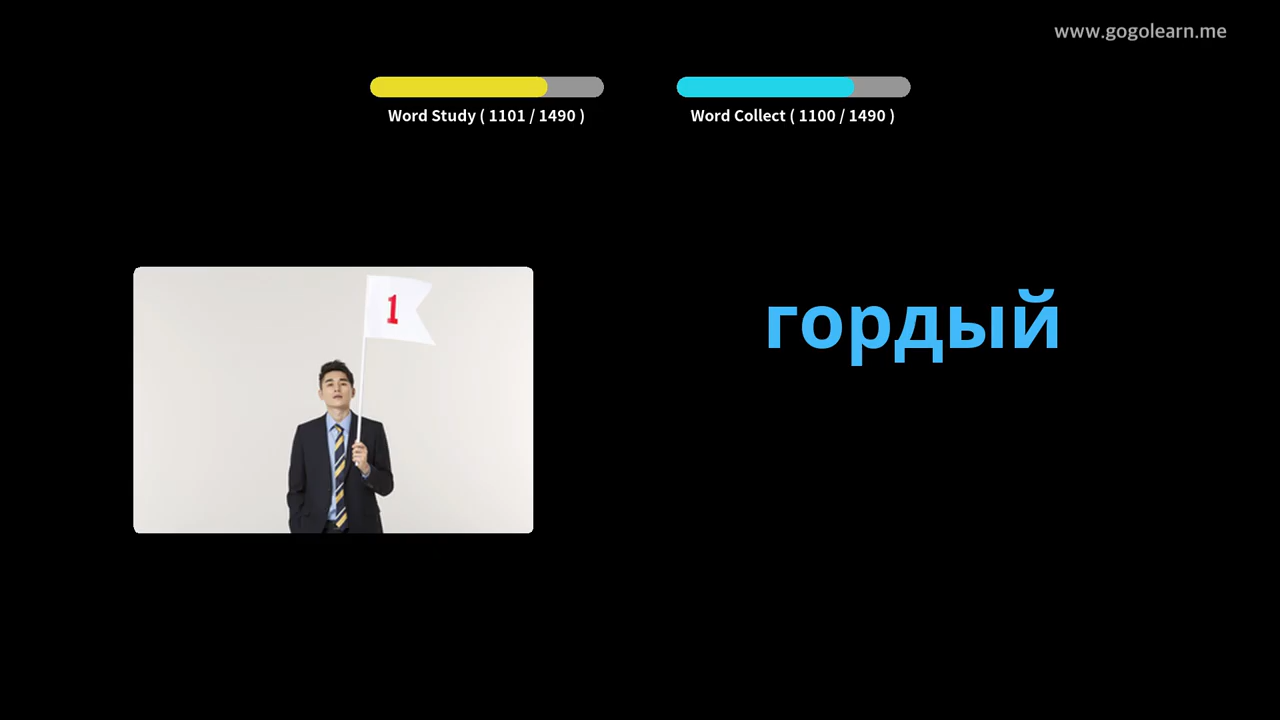 www.gogolearn.me
Word Study ( 1101 / 1490 )
Word Collect ( 1100 / 1490 )
1
гордый